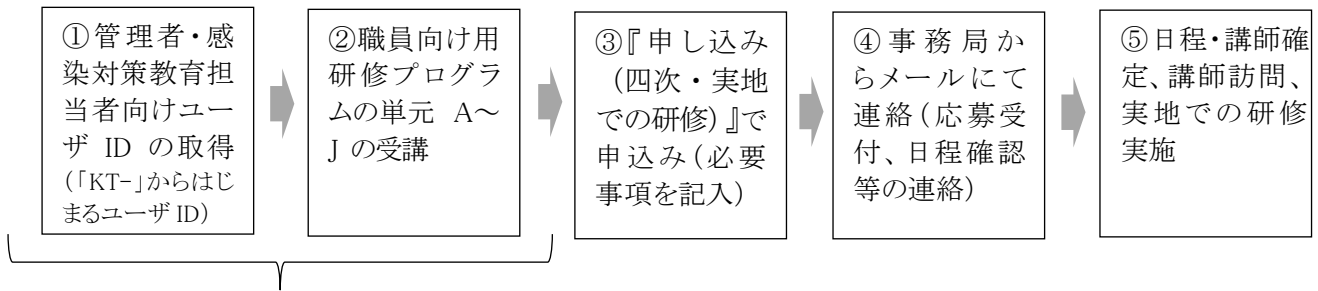 ①管理者・感
染対策教育担
当者向けユー
ザ ID の取得
（「KT-」からはじ
まるユーザ ID）
②職員向け用
研修プログラ
ムの単元 A～
J の受講
③『申し込み
（四次・実地
での研修）』で
申込み（必要
事項を記入）
④事務局か
らメールにて
連絡（応募受
付、日程確認
等の連絡）
⑤日程・講師確
定、講師訪問、
実地での研修
実施